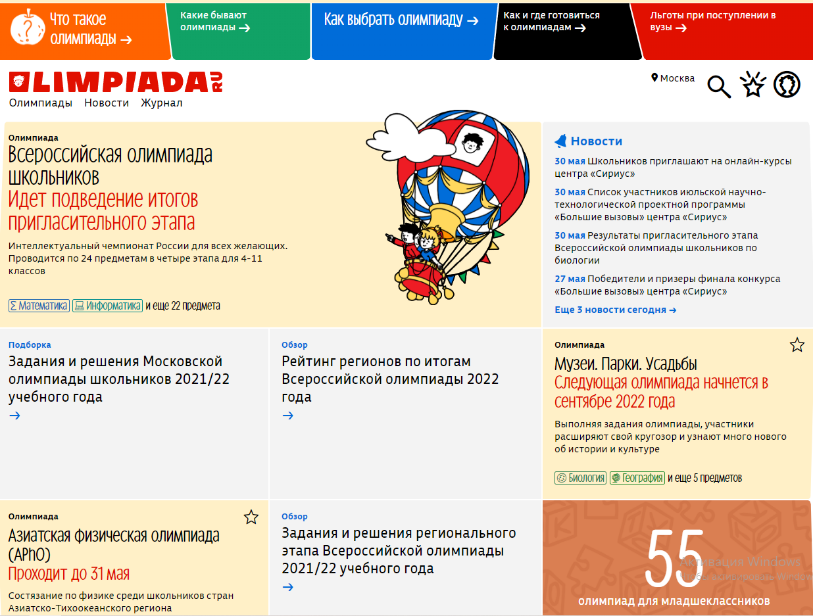 Что такое
олимпиады →
Какие бывают
олимпиады →
Как выбрать олимпиаду →
Как и где готовиться
к олимпиадам →
Льготы при поступлении в
вузы →
OLIMPIADA.RU
Москва
Олимпиады Новости Журнал
Олимпиада
Всероссийская олимпиада
школьников
Идет подведение итогов
пригласительного этапа
Интеллектуальный чемпионат России для всех желающих.
Проводится по 24 предметам в четыре этапа для 4-11
классов
Математика Информатика и еще 22 предмета
Новости
30 мая Школьников приглашают на онлайн-курсы
центра «Сириус»
30 мая Список участников июльской научно-
технологической проектной программы
«Большие вызовы» центра «Сириус»
30 мая Результаты пригласительного этапа
Всероссийской олимпиады школьников по
биологии
27 мая Победители и призеры финала конкурса
«Большие вызовы» центра «Сириус»
Еще 3 новости сегодня →
Подборка
Задания и решения Московской
олимпиады школьников 2021/22
учебного года
→
Обзор
Рейтинг регионов по итогам
Всероссийской олимпиады 2022
года
→
Олимпиада
Музеи. Парки. Усадьбы
Следующая олимпиада начнется в
сентябре 2022 года
Выполняя задания олимпиады, участники
расширяют свой кругозор и узнают много нового
об истории и культуре
Биология География и еще 5 предметов
Олимпиада
Азиатская физическая олимпиада
(APhO)
Проходит до 31 мая
Состязание по физике среди школьников стран
Азиатско-Тихоокеанского региона
Обзор
Задания и решения регионального
этапа Всероссийской олимпиады
2021/22 учебного года
→
55
олимпиад для младшеклассников
Активация Windows